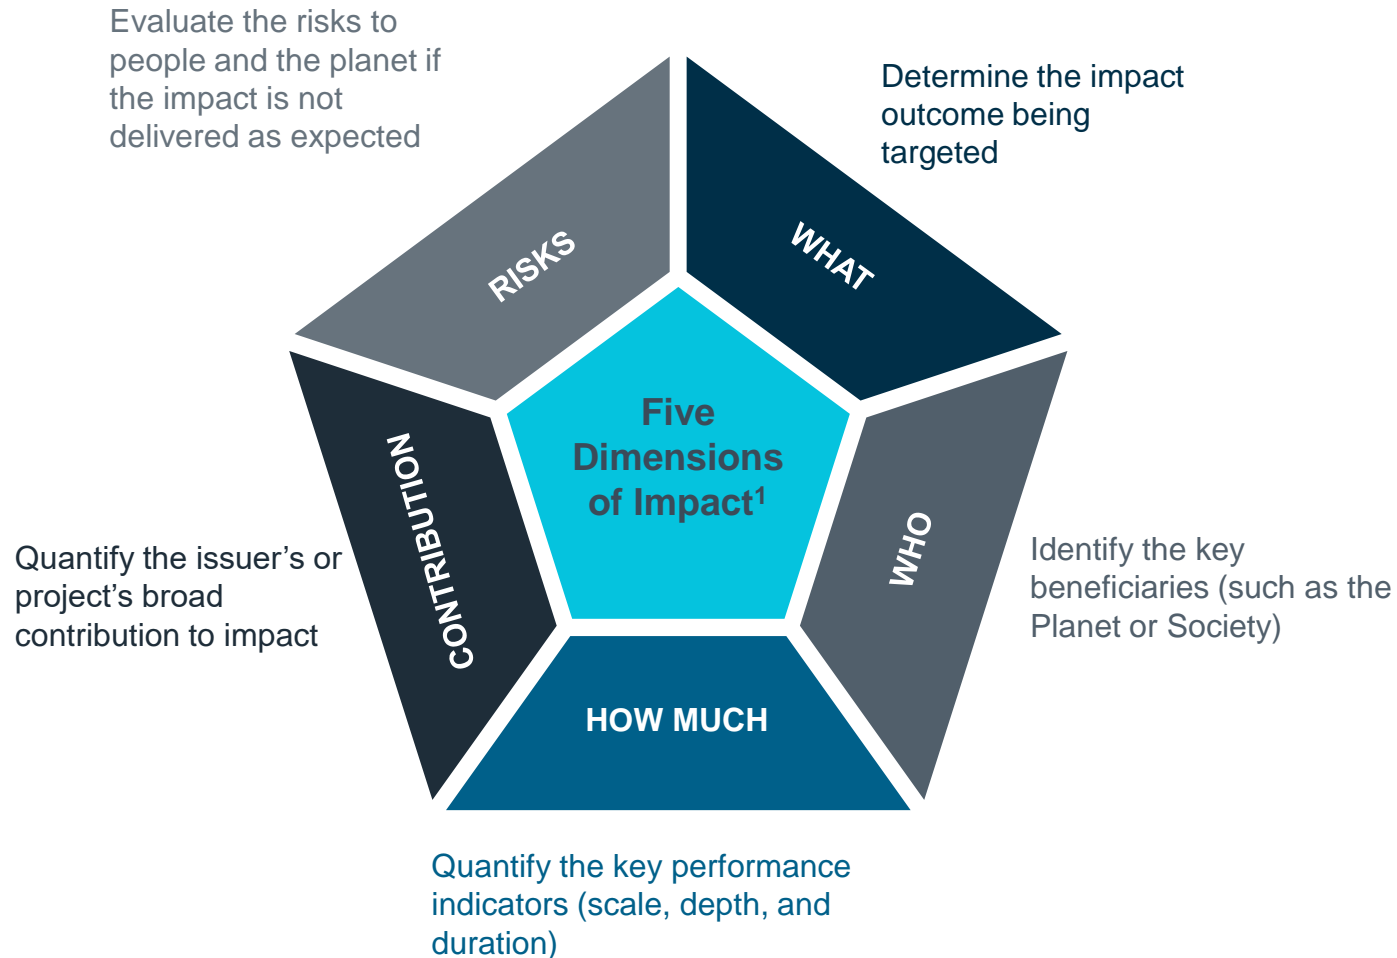 Evaluate the risks to
people and the planet if
the impact is not
delivered as expected
Determine the impact
outcome being
targeted
RISKS
WHAT
Five
Dimensions
of Impact¹
CONTRIBUTION
WHO
Quantify the issuer’s or
project’s broad
contribution to impact
Identify the key
beneficiaries (such as the
Planet or Society)
HOW MUCH
Quantify the key performance
indicators (scale, depth, and
duration)